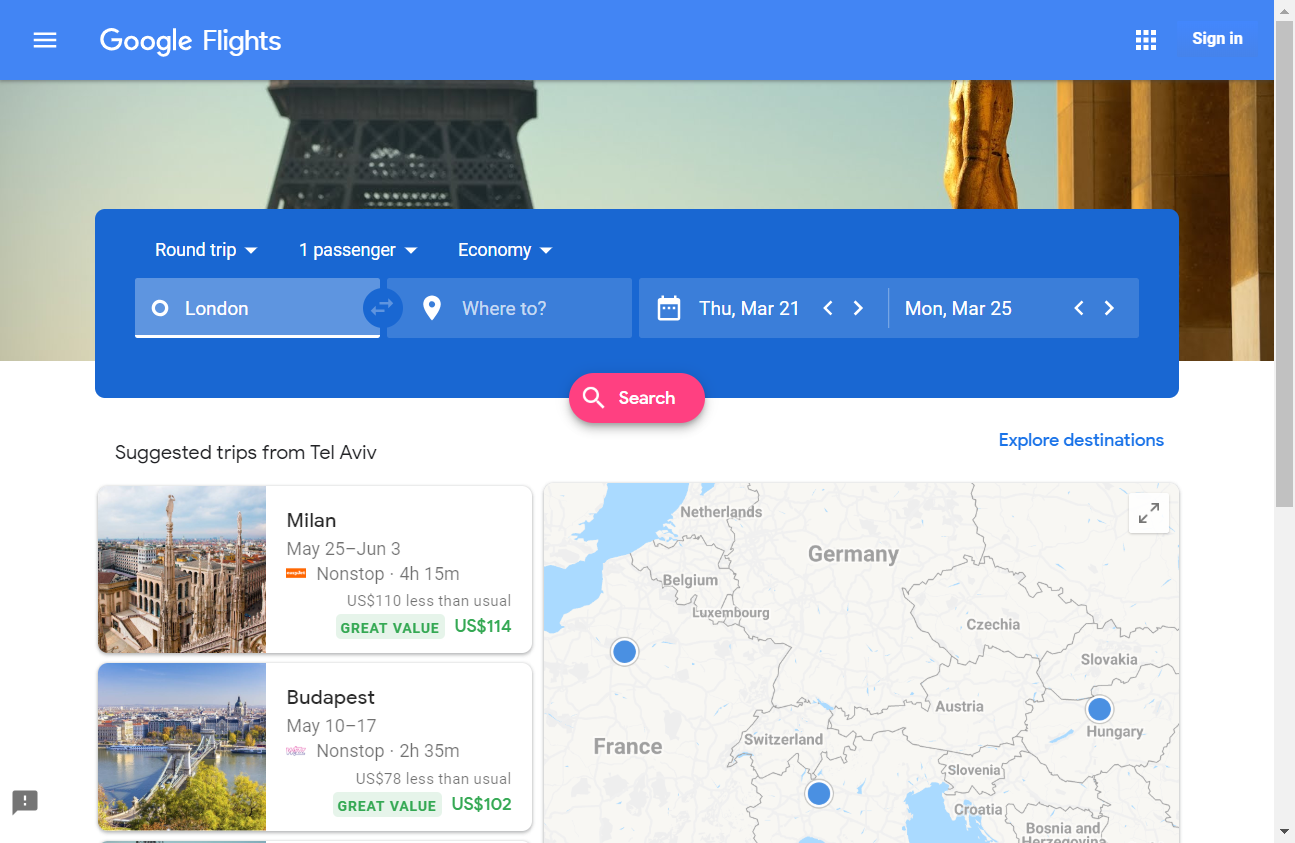 Google Flights
Sign in
Round trip
1 passenger
Economy
London
Where to?
Thu, Mar 21
Mon, Mar 25
Search
Suggested trips from Tel Aviv
Explore destinations
Milan
May 25–Jun 3
Nonstop · 4h 15m
US$110 less than usual
GREAT VALUE US$114
Budapest
May 10–17
Nonstop · 2h 35m
US$78 less than usual
GREAT VALUE US$102
Netherlands
Germany
Belgium
Luxembourg
Czechia
Slovakia
Austria
Hungary
France
Switzerland
Slovenia
Croatia
Bosnia and
Herzegovina